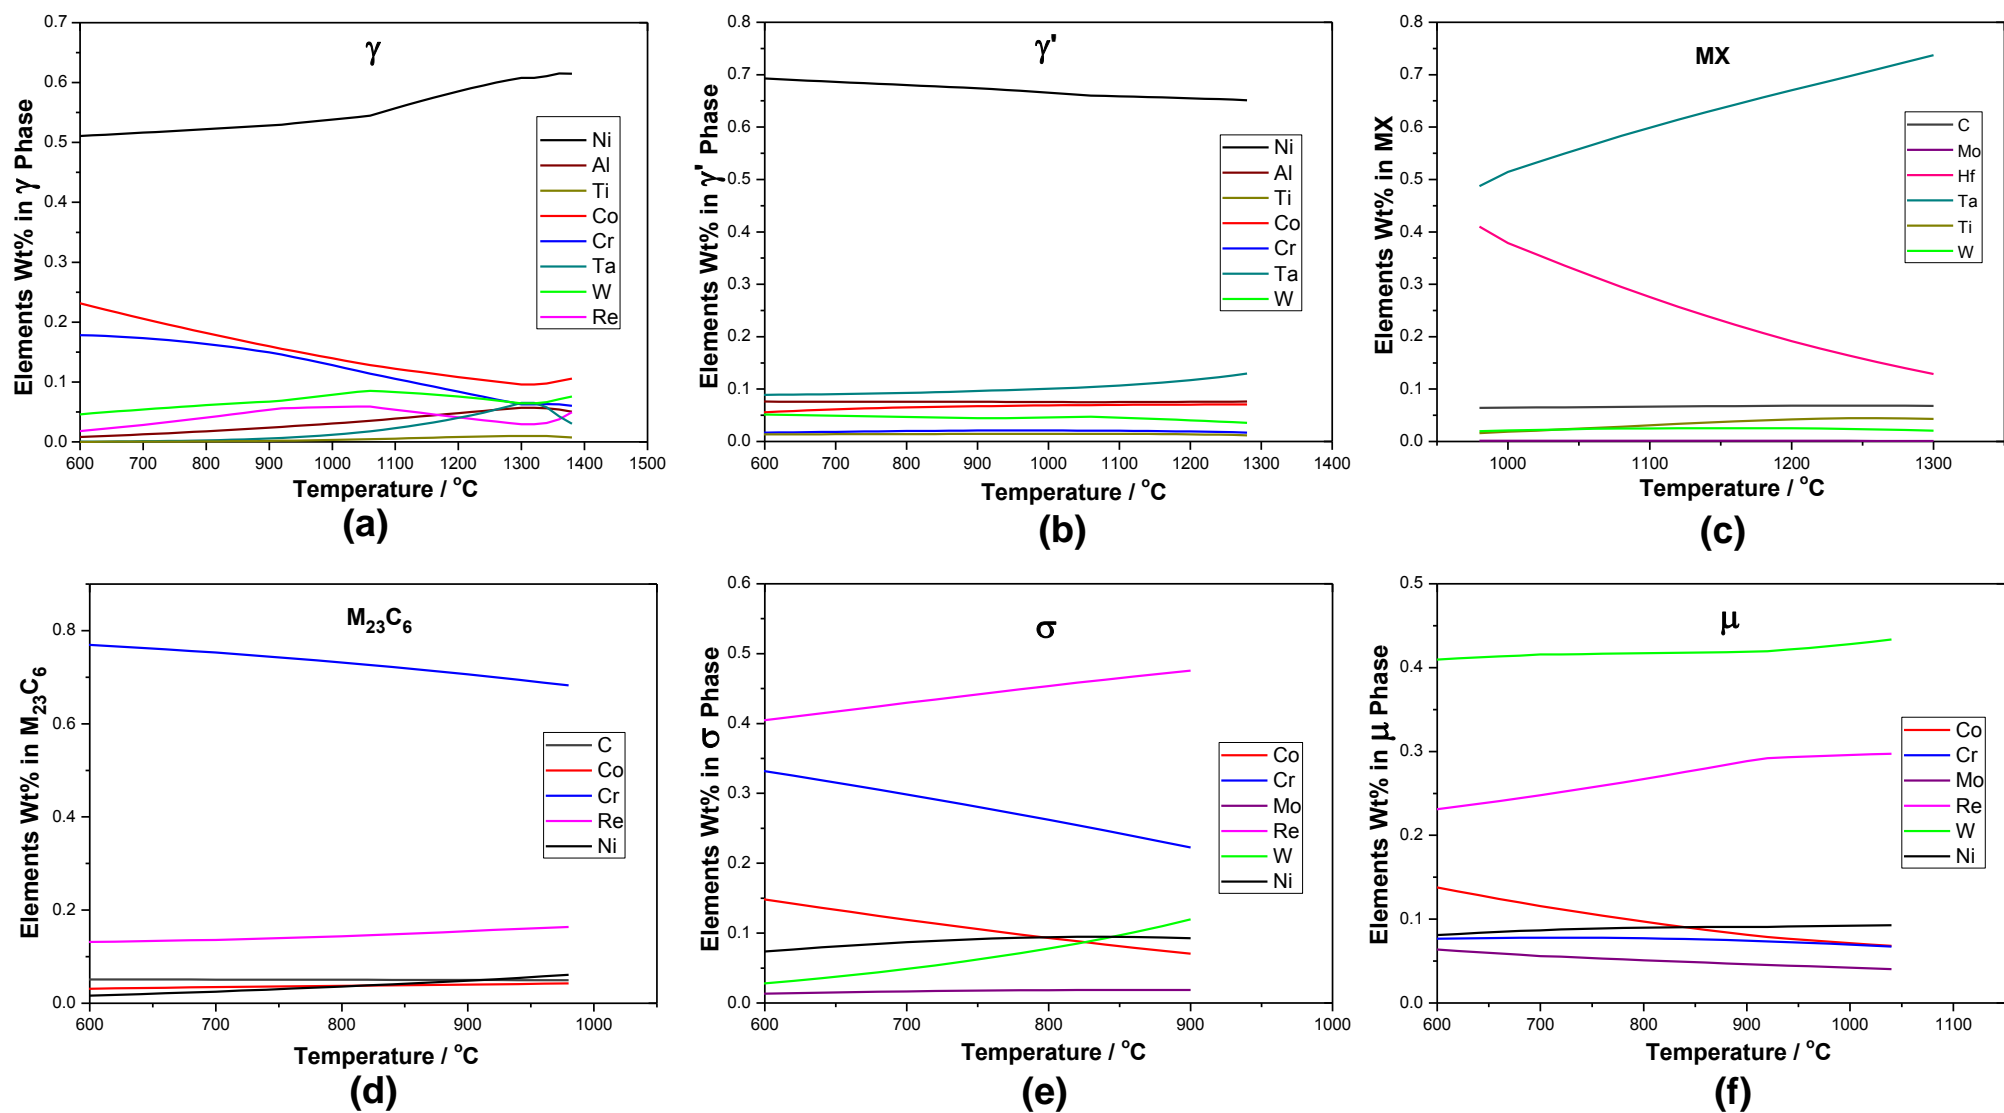 γ
Elements Wt% in γ Phase
0.7
0.6
0.5
0.4
0.3
0.2
0.1
0.0
Ni
Al
Ti
Co
Cr
Ta
W
Re
600 700 800 900 1000 1100 1200 1300 1400 1500
Temperature / °C
(a)
γ'
Elements Wt% in γ' Phase
0.8
0.7
0.6
0.5
0.4
0.3
0.2
0.1
0.0
Ni
Al
Ti
Co
Cr
Ta
W
600 700 800 900 1000 1100 1200 1300 1400
Temperature / °C
(b)
MX
Elements Wt% in MX
0.8
0.7
0.6
0.5
0.4
0.3
0.2
0.1
0.0
C
Mo
Hf
Ta
Ti
W
1000 1100 1200 1300
Temperature / °C
(c)
M₂₃C₆
Elements Wt% in M₂₃C₆
0.8
0.6
0.4
0.2
0.0
C
Co
Cr
Re
Ni
600 700 800 900 1000
Temperature / °C
(d)
σ
Elements Wt% in σ Phase
0.6
0.5
0.4
0.3
0.2
0.1
0.0
Co
Cr
Mo
Re
W
Ni
600 700 800 900 1000
Temperature / °C
(e)
μ
Elements Wt% in μ Phase
0.5
0.4
0.3
0.2
0.1
0.0
Co
Cr
Mo
Re
W
Ni
600 700 800 900 1000 1100
Temperature / °C
(f)